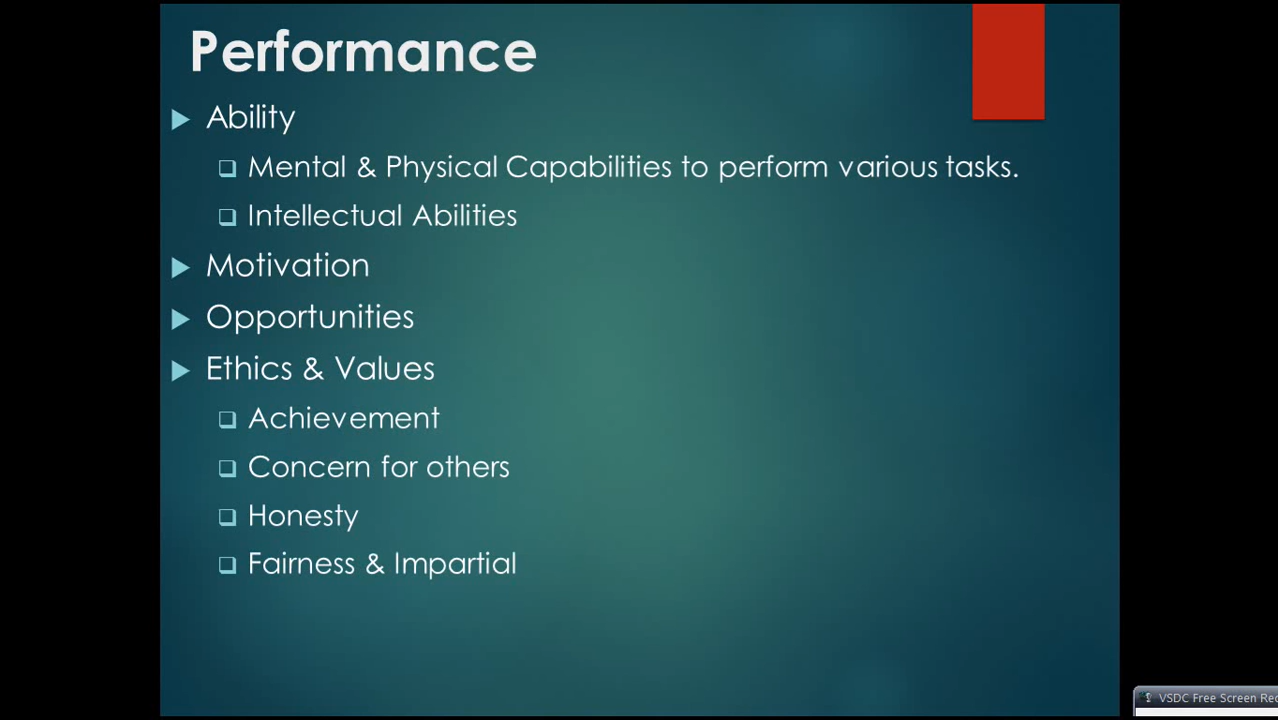 Performance
Ability
Mental & Physical Capabilities to perform various tasks.
Intellectual Abilities
Motivation
Opportunities
Ethics & Values
Achievement
Concern for others
Honesty
Fairness & Impartial
VSDC Free Screen Rec